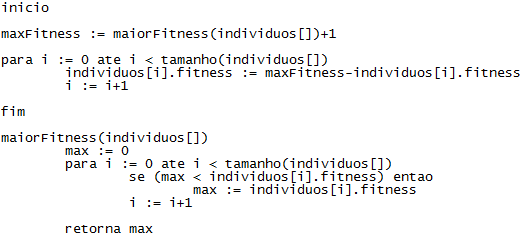 inicio
maxFitness := maiorFitness(individuos[])+1
para i := 0 ate i < tamanho(individuos[])
individuos[i].fitness := maxFitness-individuos[i].fitness
i := i+1
fim
maiorFitness(individuos[])
max := 0
para i := 0 ate i < tamanho(individuos[])
se (max < individuos[i].fitness) entao
max := individuos[i].fitness
i := i+1
retorna max